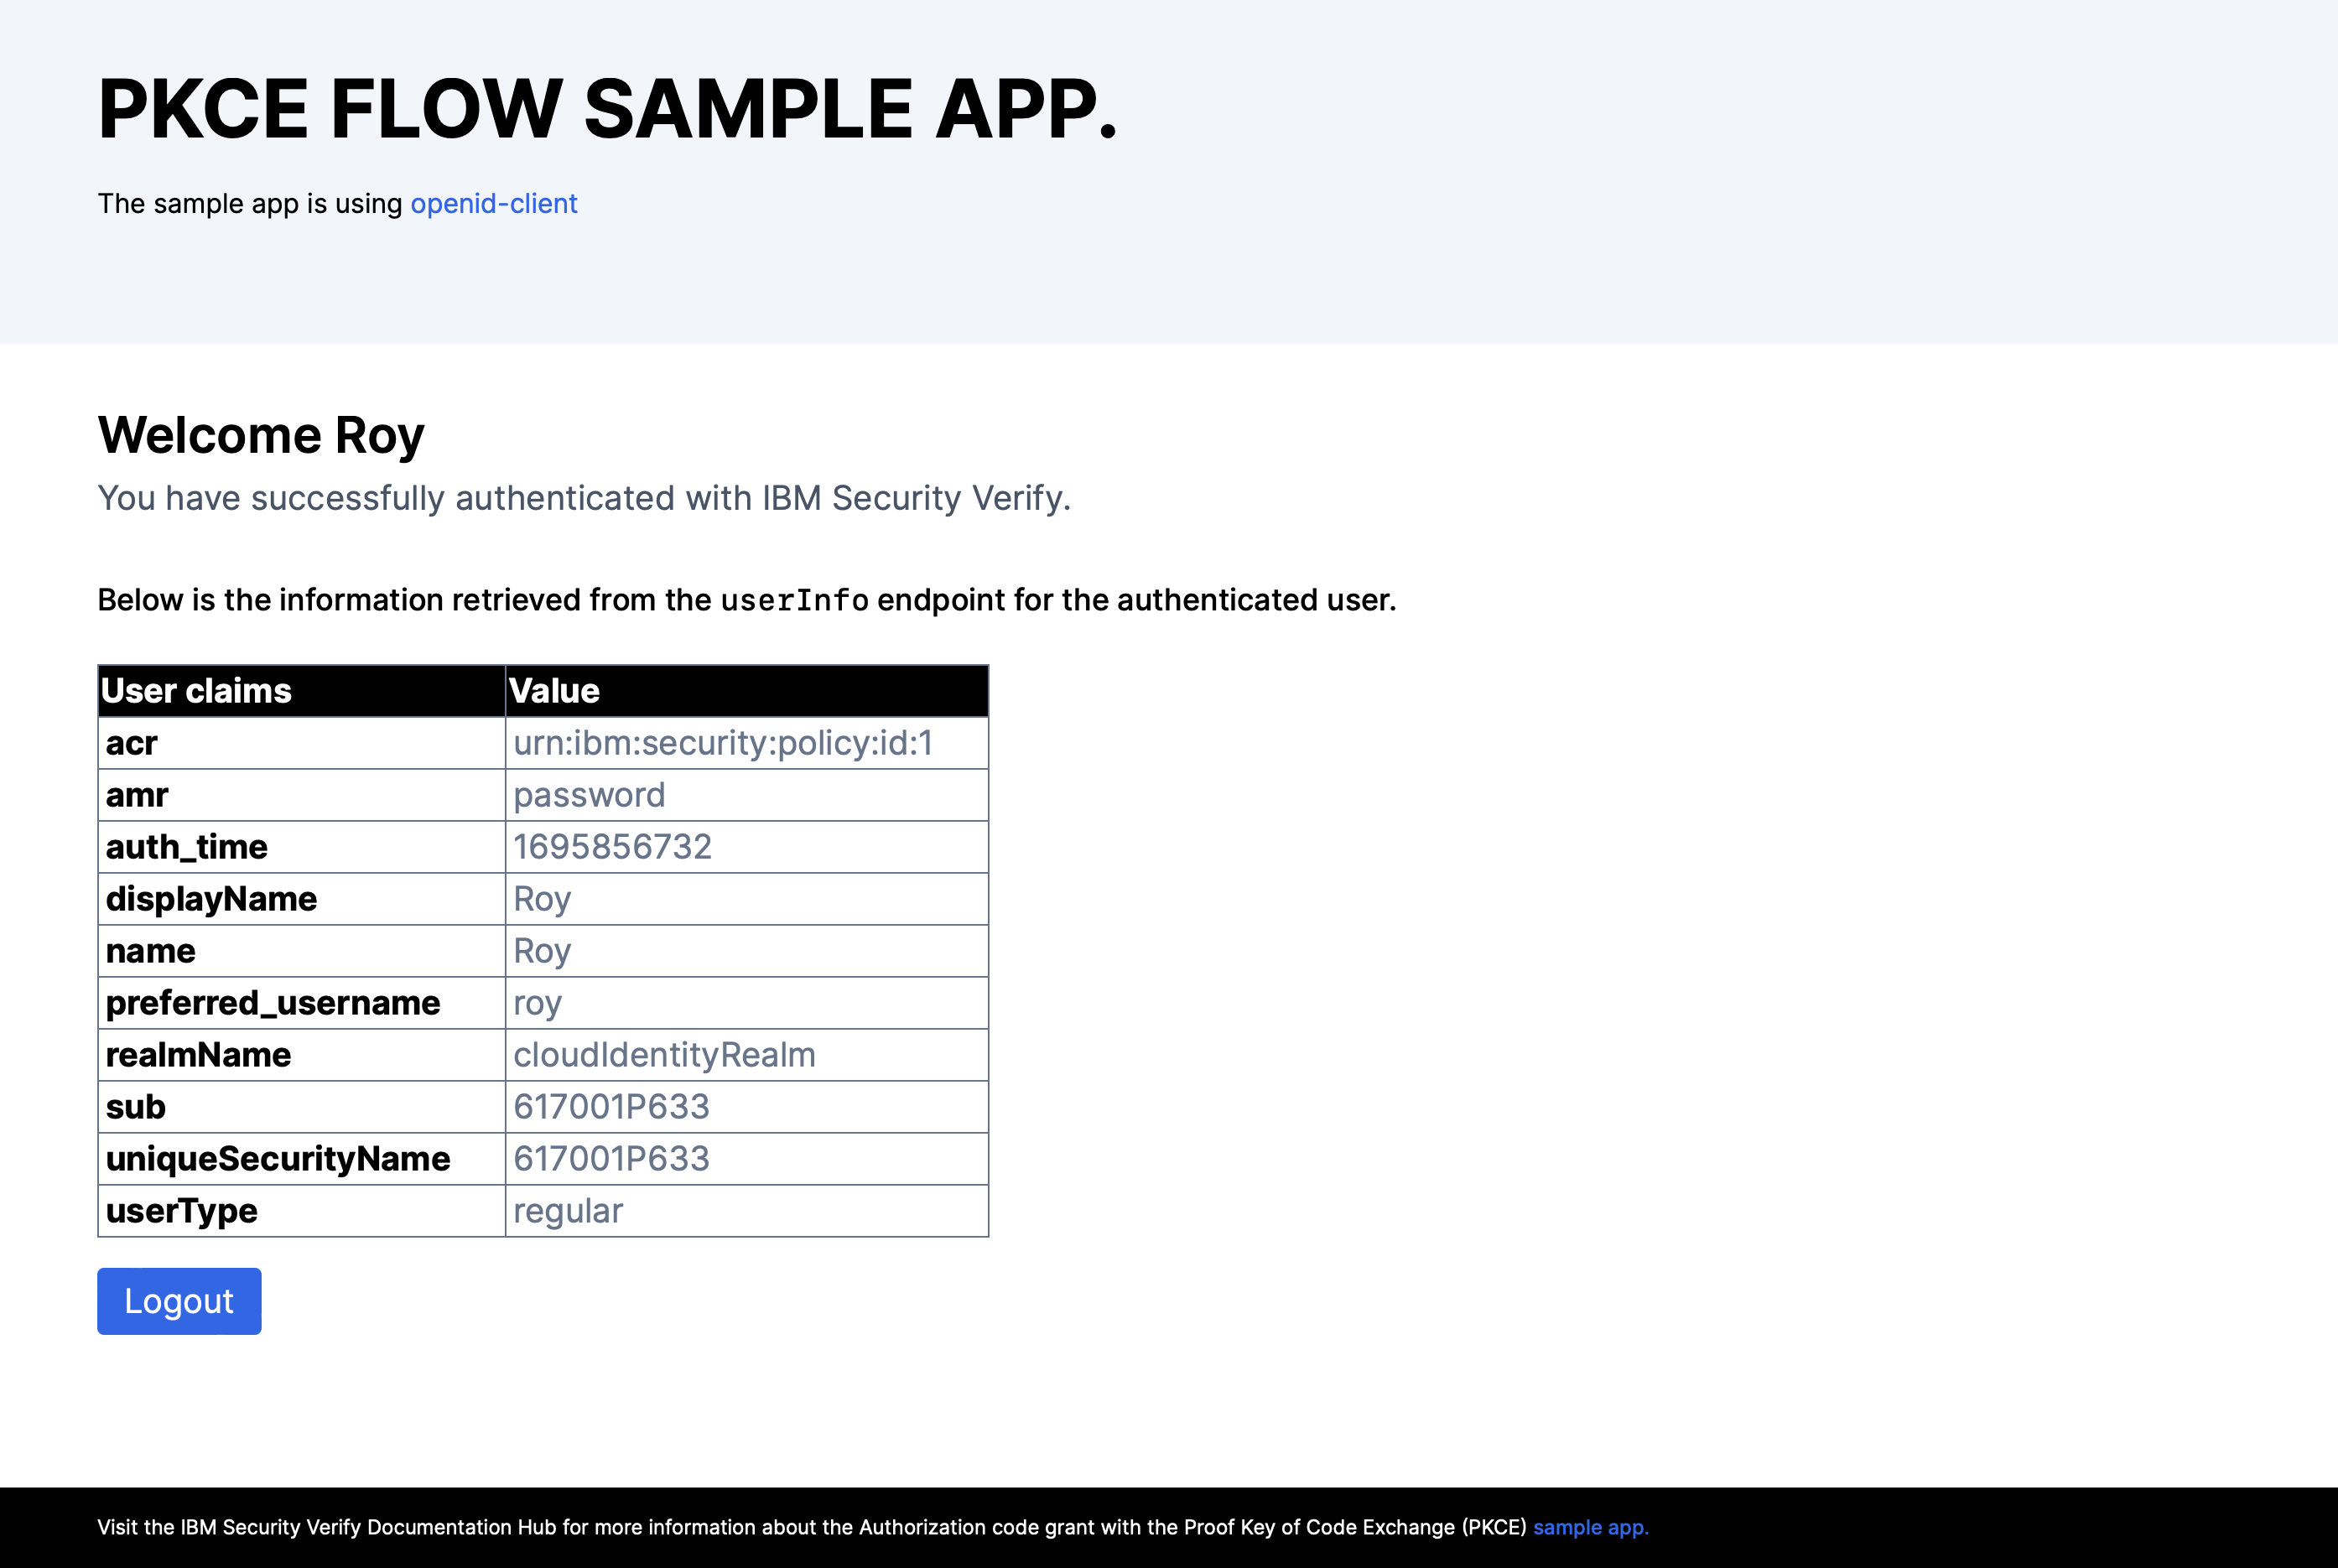 PKCE FLOW SAMPLE APP.
The sample app is using openid-client
Welcome Roy
You have successfully authenticated with IBM Security Verify.
Below is the information retrieved from the userInfo endpoint for the authenticated user.
User claims Value
acr urn:ibm:security:policy:id:1
amr password
auth_time 1695856732
displayName Roy
name Roy
preferred_username roy
realmName cloudIdentityRealm
sub 617001P633
uniqueSecurityName 617001P633
userType regular
Logout
Visit the IBM Security Verify Documentation Hub for more information about the Authorization code grant with the Proof Key of Code Exchange (PKCE) sample app.